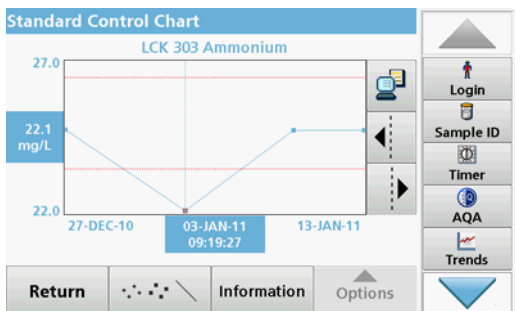 Standard Control Chart
LCK 303 Ammonium
27.0
22.1
mg/L
22.0
27-DEC-10
03-JAN-11
09:19:27
13-JAN-11
Login
Sample ID
Timer
AQA
Trends
Return
Information
Options